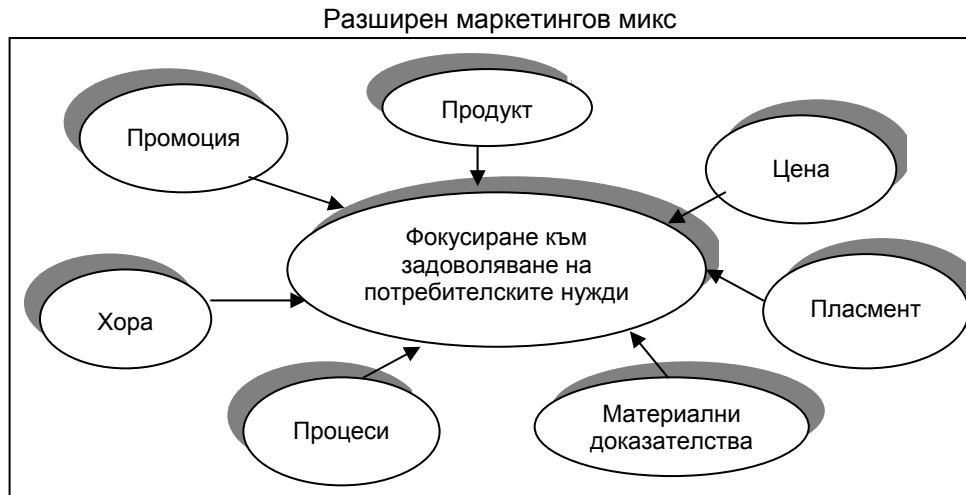 Разширен маркетингов микс
Продукт
Промоция
Цена
Фокусиране към
задоволяване на
потребителските нужди
Хора
Пласмент
Процеси
Материални
доказателства